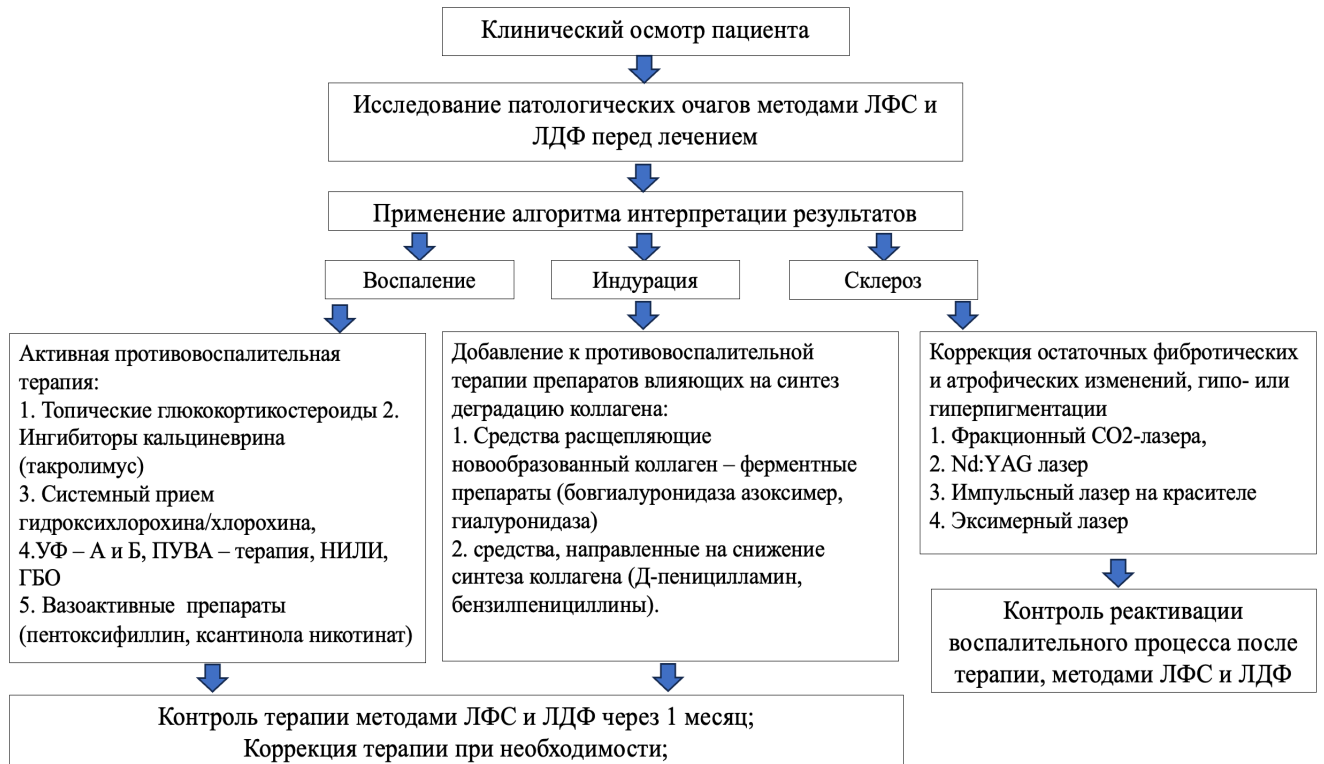 Клинический осмотр пациента
Исследование патологических очагов методами ЛФС и
ЛДФ перед лечением
Применение алгоритма интерпретации результатов
Воспаление
Индурация
Склероз
Активная противовоспалительная
терапия:
1. Топические глюкокортикостероиды 2.
Ингибиторы кальциневрина
(такролимус)
3. Системный прием
гидроксихлорохина/хлорохина,
4.УФ – А и Б, ПУВА – терапия, НИЛИ,
ГБО
5. Вазоактивные препараты
(пентоксифиллин, ксантинола никотинат)
Добавление к противовоспалительной
терапии препаратов влияющих на синтез
деградацию коллагена:
1. Средства расщепляющие
новообразованный коллаген – ферментные
препараты (бовгиалуронидаза азоксимер,
гиалуронидаза)
2. средства, направленные на снижение
синтеза коллагена (Д-пеницилламин,
бензилпенициллины).
Коррекция остаточных фибротических
и атрофических изменений, гипо- или
гиперпигментации
1. Фракционный СО2-лазера,
2. Nd:YAG лазер
3. Импульсный лазер на красителе
4. Эксимерный лазер
Контроль реактивации
воспалительного процесса после
терапии, методами ЛФС и ЛДФ
Контроль терапии методами ЛФС и ЛДФ через 1 месяц;
Коррекция терапии при необходимости;